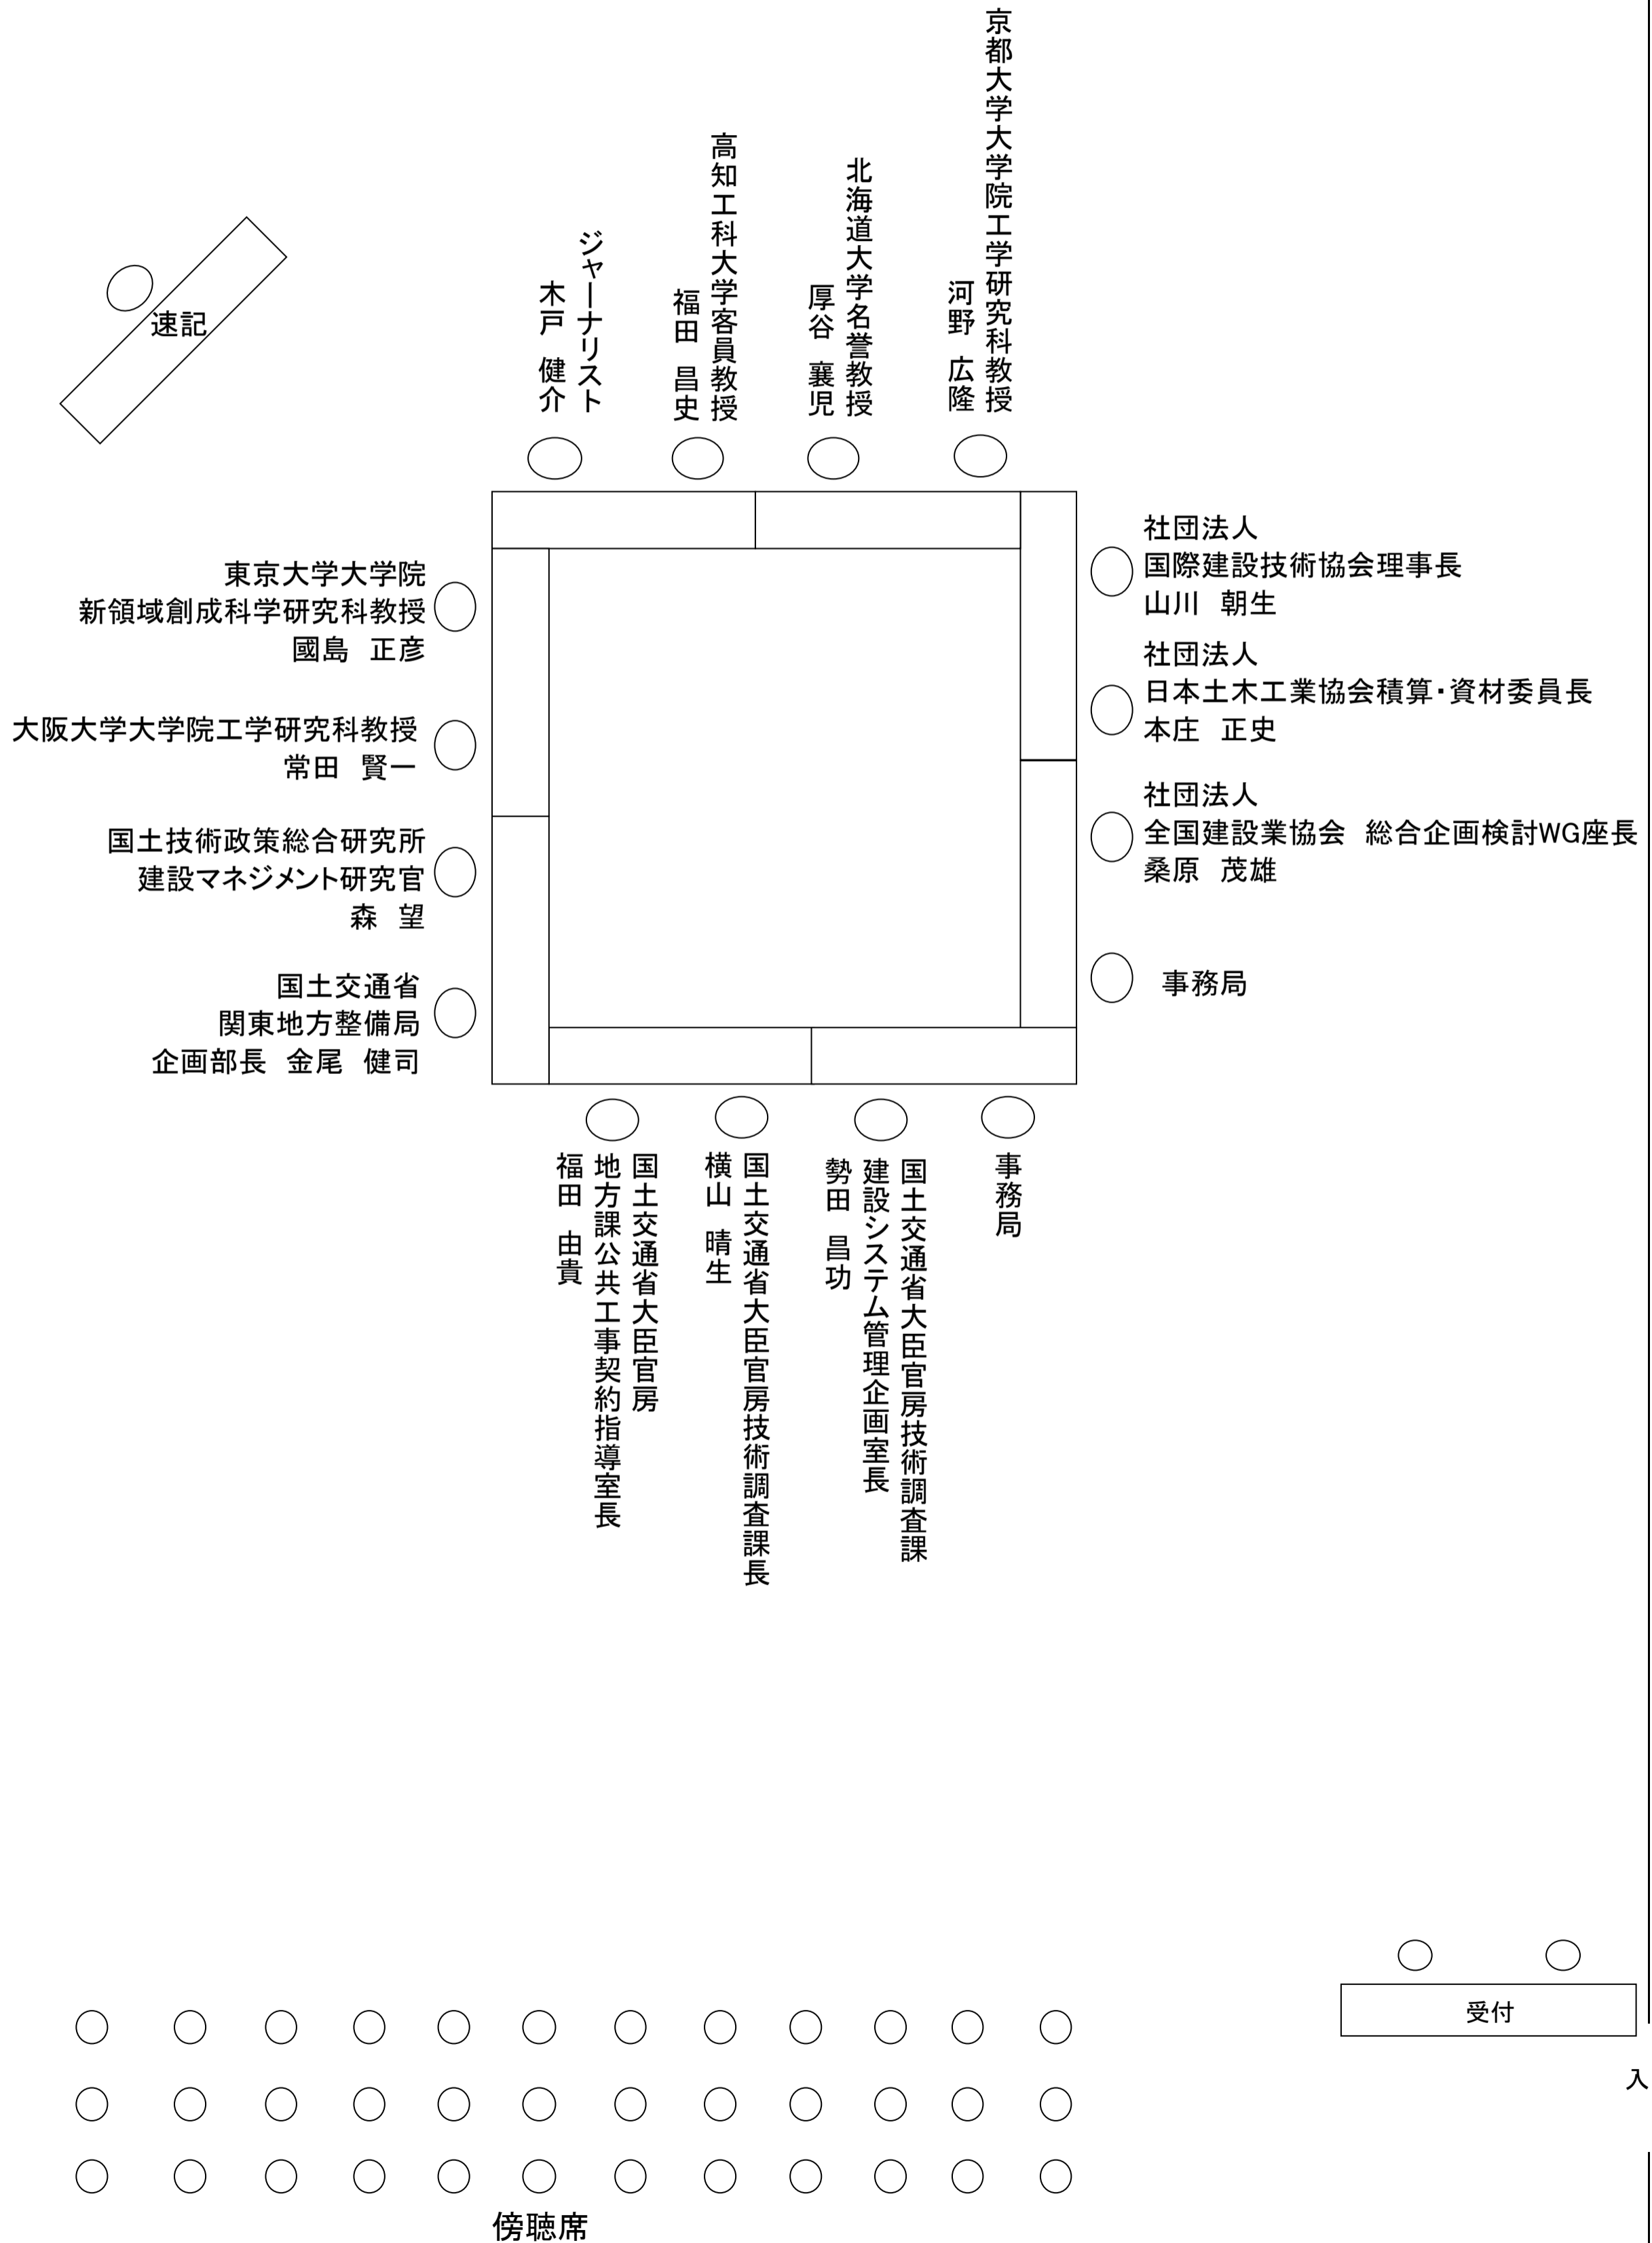 京都大学大学院工学研究科教授
河野　広隆
北海道大学名誉教授
厚谷　襄児
高知工科大学客員教授
福田　昌史
ジャーナリスト
木戸　健介
速記
東京大学大学院
新領域創成科学研究科教授
國島　正彦
大阪大学大学院工学研究科教授
常田　賢一
国土技術政策総合研究所
建設マネジメント研究官
森　望
国土交通省
関東地方整備局
企画部長　金尾　健司
社団法人
国際建設技術協会理事長
山川　朝生
社団法人
日本土木工業協会積算・資材委員長
本庄　正史
社団法人
全国建設業協会　総合企画検討WG座長
桑原　茂雄
事務局
事務局
国土交通省大臣官房技術調査課
建設システム管理企画室長
勢田　昌功
国土交通省大臣官房技術調査課長
横山　晴生
国土交通省大臣官房
地方課公共工事契約指導室長
福田　由貴
受付
入
傍聴席